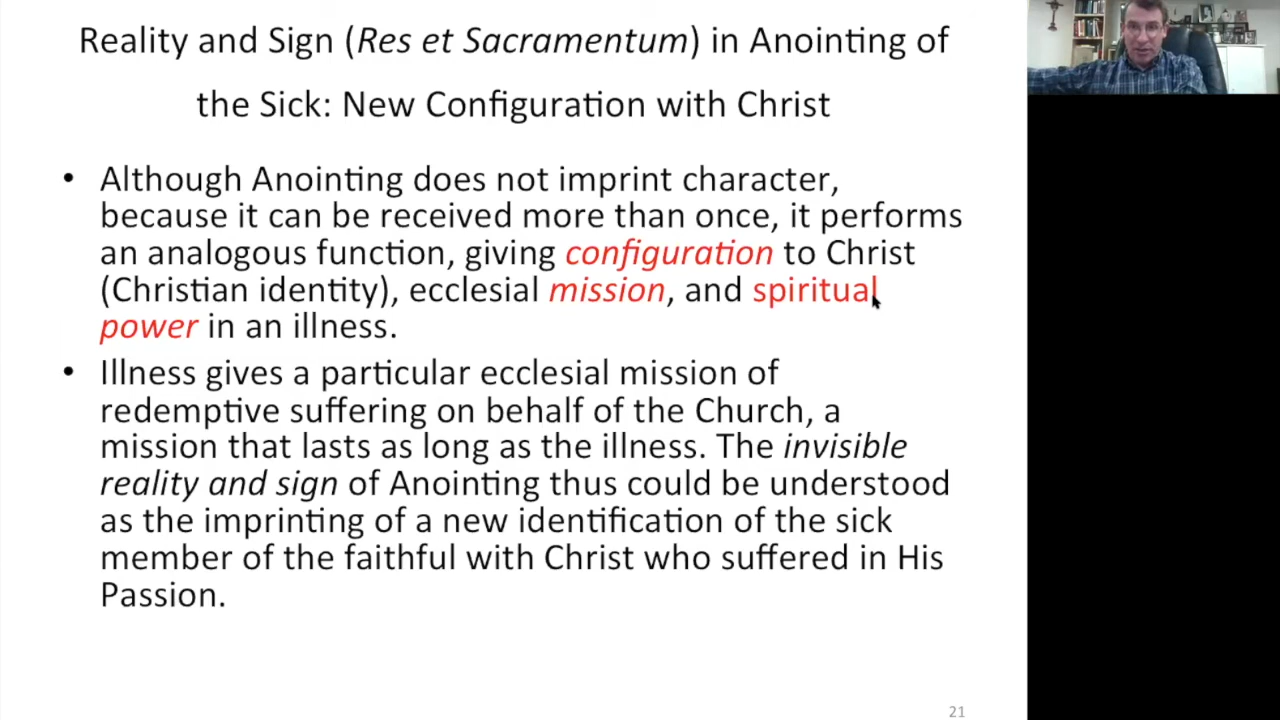 Reality and Sign (Res et Sacramentum) in Anointing of
the Sick: New Configuration with Christ
• Although Anointing does not imprint character,
because it can be received more than once, it performs
an analogous function, giving configuration to Christ
(Christian identity), ecclesial mission, and spiritual
power in an illness.
• Illness gives a particular ecclesial mission of
redemptive suffering on behalf of the Church, a
mission that lasts as long as the illness. The invisible
reality and sign of Anointing thus could be understood
as the imprinting of a new identification of the sick
member of the faithful with Christ who suffered in His
Passion.
21